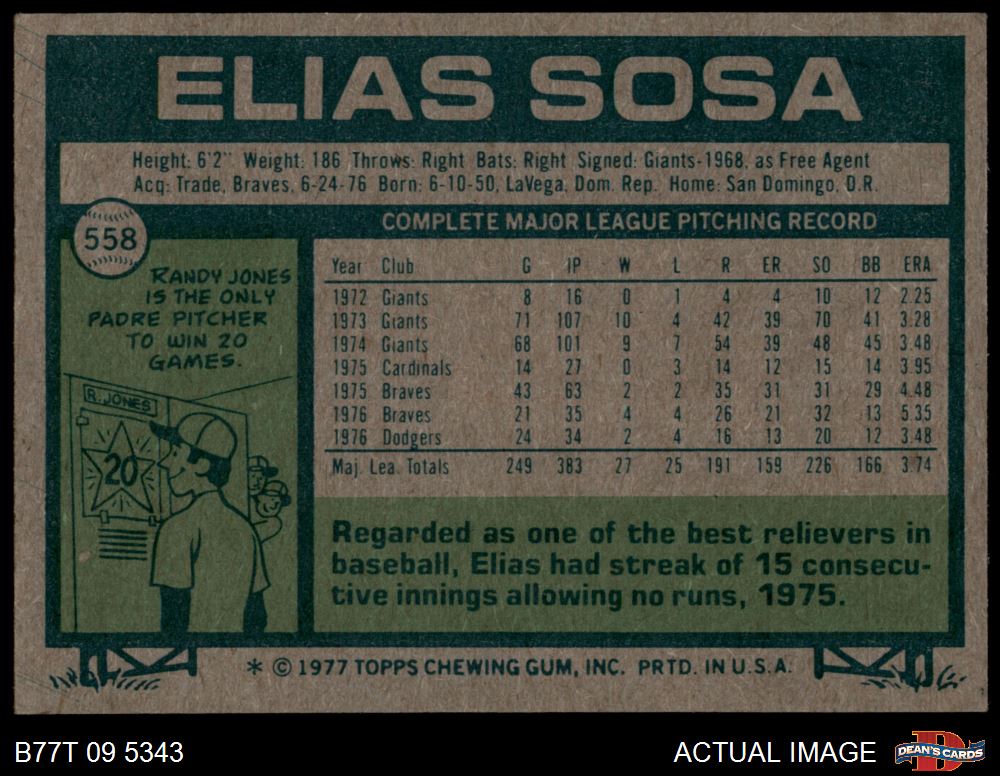 ELIAS SOSA
Height: 6'2" Weight: 186 Throws: Right Bats: Right Signed: Giants-1968, as Free Agent
Acq: Trade, Braves, 6-24-76 Born: 6-10-50, LaVega, Dom. Rep. Home: San Domingo, D.R.
558
COMPLETE MAJOR LEAGUE PITCHING RECORD
RANDY JONES
IS THE ONLY
PADRE PITCHER
TO WIN 20
GAMES.
R. JONES
20
Year Club G IP W L R ER SO BB ERA
1972 Giants 8 16 0 1 4 4 10 12 2.25
1973 Giants 71 107 10 4 42 39 70 41 3.28
1974 Giants 68 101 9 7 54 39 48 45 3.48
1975 Cardinals 14 27 0 3 14 12 15 14 3.95
1975 Braves 43 63 2 2 35 31 31 29 4.48
1976 Braves 21 35 4 4 26 21 32 13 5.35
1976 Dodgers 24 34 2 4 16 13 20 12 3.48
Maj. Lea. Totals 249 383 27 25 191 159 226 166 3.74
Regarded as one of the best relievers in
baseball, Elias had streak of 15 consecu-
tive innings allowing no runs, 1975.
* © 1977 TOPPS CHEWING GUM, INC. PRTD. IN U.S.A.
B77T 09 5343
ACTUAL IMAGE
D
DEAN'S CARDS